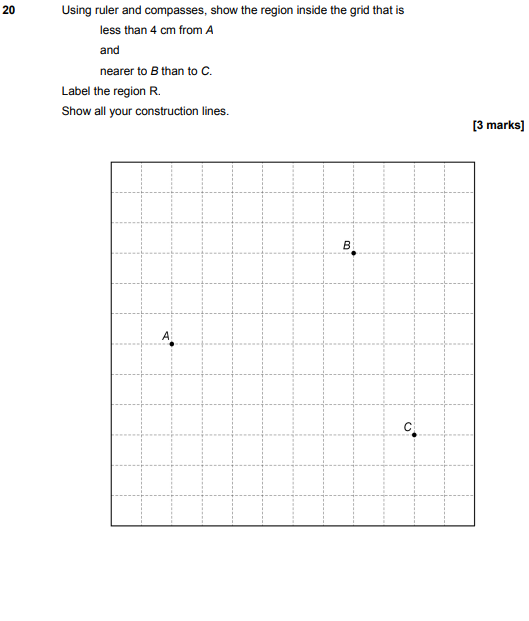 20 Using ruler and compasses, show the region inside the grid that is
less than 4 cm from A
and
nearer to B than to C.
Label the region R.
Show all your construction lines.
[3 marks]
B
A
C